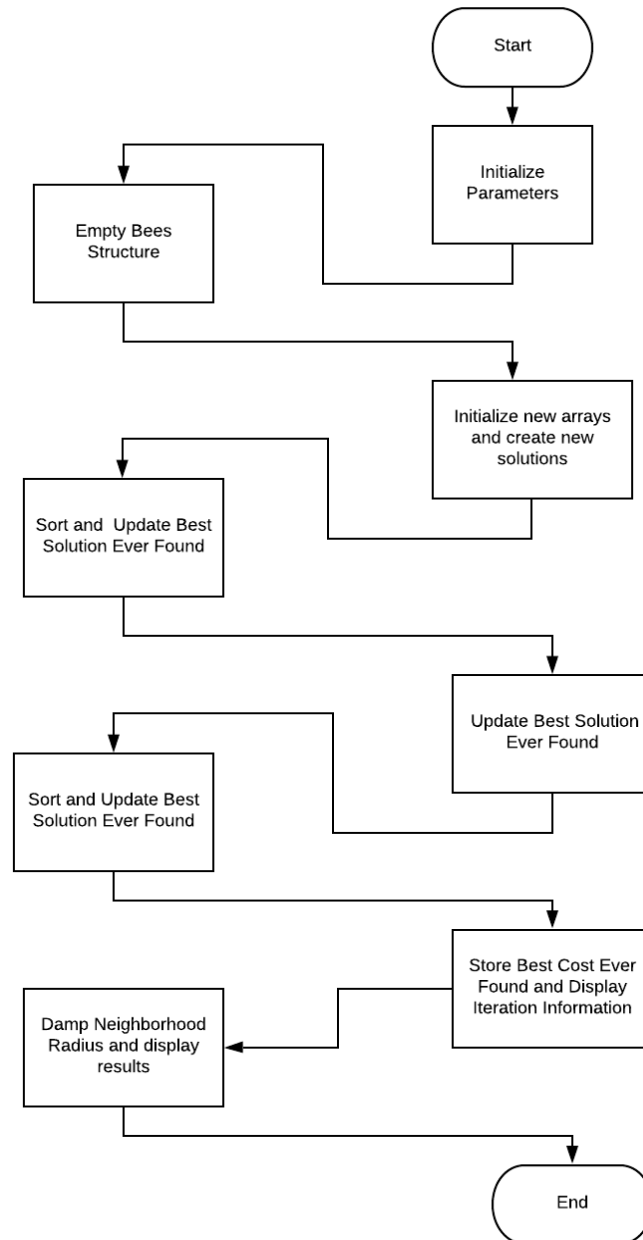 Start
Initialize
Parameters
Empty Bees
Structure
Initialize new arrays
and create new
solutions
Sort and  Update Best
Solution Ever Found
Update Best Solution
Ever Found
Sort and Update Best
Solution Ever Found
Store Best Cost Ever
Found and Display
Iteration Information
Damp Neighborhood
Radius and display
results
End